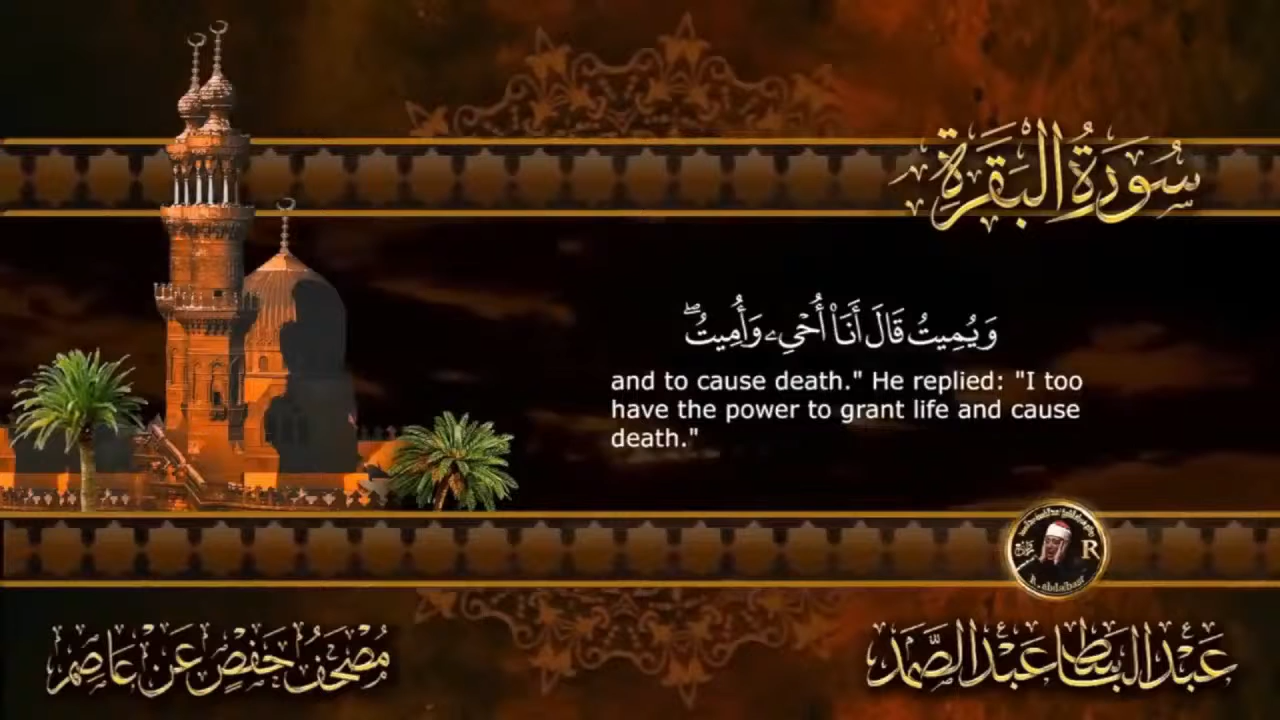 سُورَةُ البَقَرَةِ
وَيُمِيتُ قَالَ أَنَا۠ أُحْىِۦ وَأُمِيتُ ۖ
and to cause death." He replied: "I too
have the power to grant life and cause
death."
R
مُصْحَفُ حَفْصٍ عَنْ عَاصِمٍ
عَبْدُ البَاسِطِ عَبْدُ الصَّمَدِ